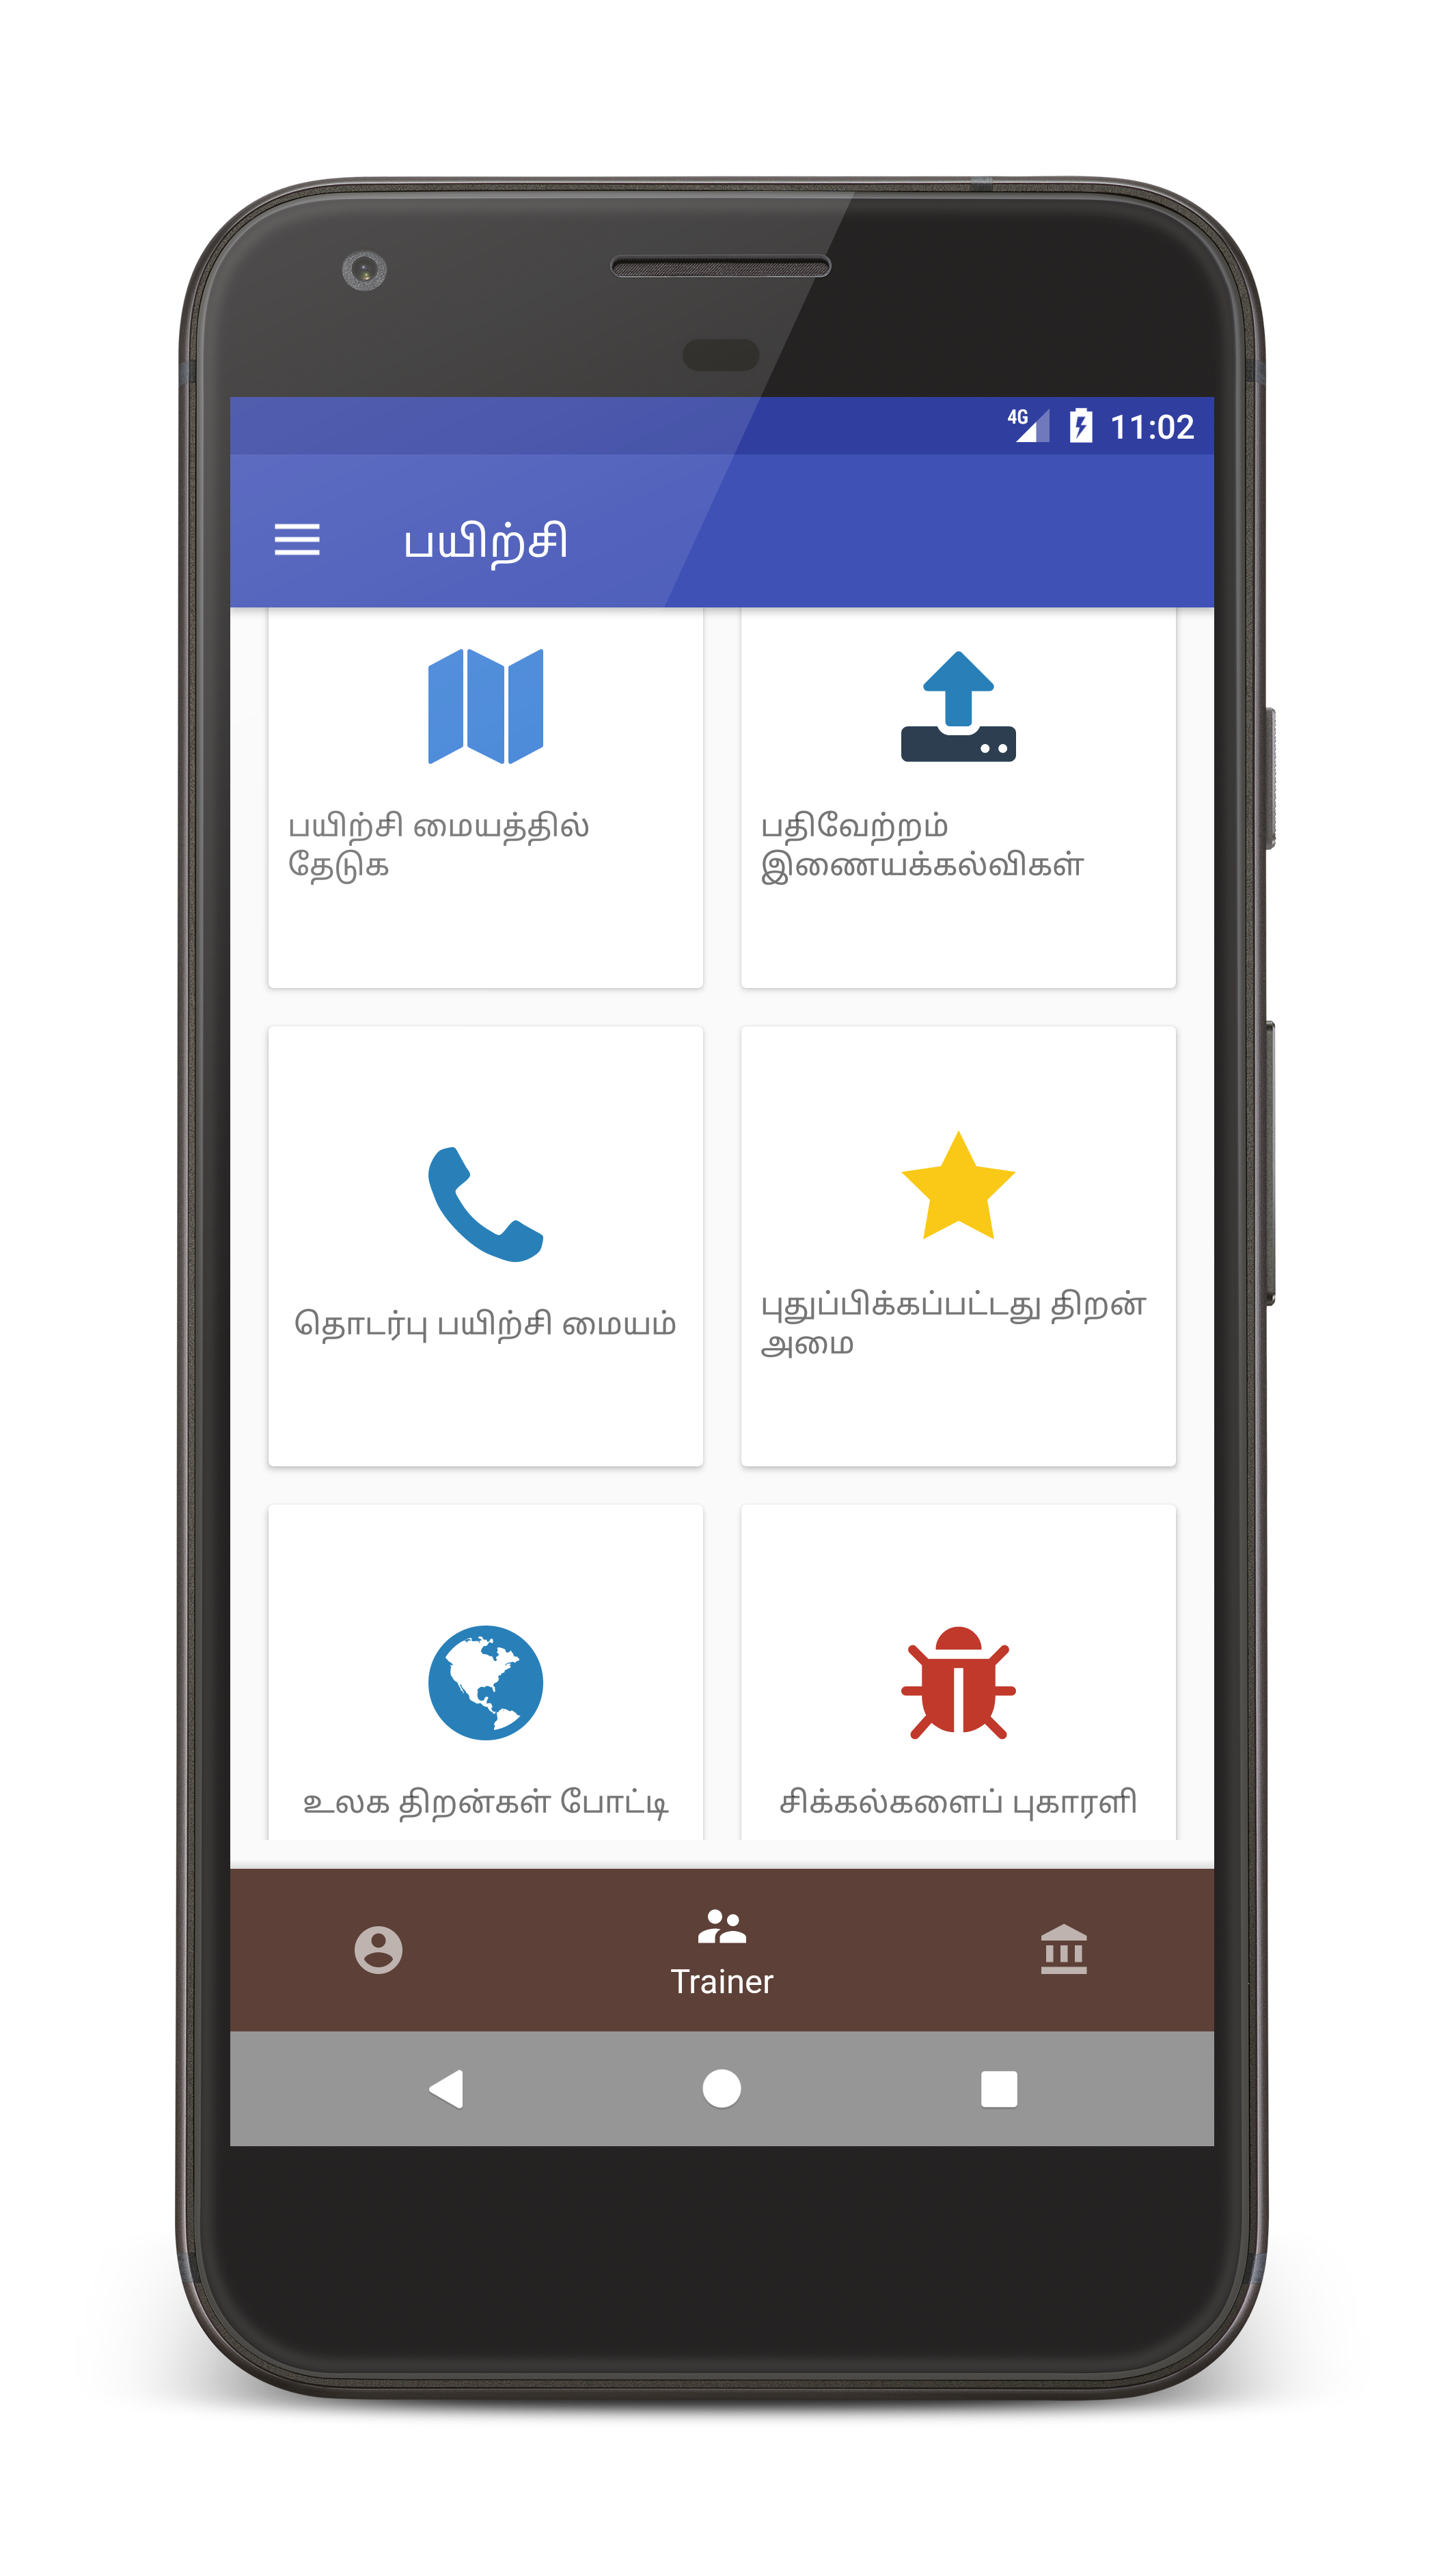 4G 11:02
பயிற்சி
பயிற்சி மையத்தில்
தேடுக
பதிவேற்றம்
இணையக்கல்விகள்
தொடர்பு பயிற்சி மையம்
புதுப்பிக்கப்பட்டது திறன்
அமை
உலக திறன்கள் போட்டி
சிக்கல்களைப் புகாரளி
Trainer